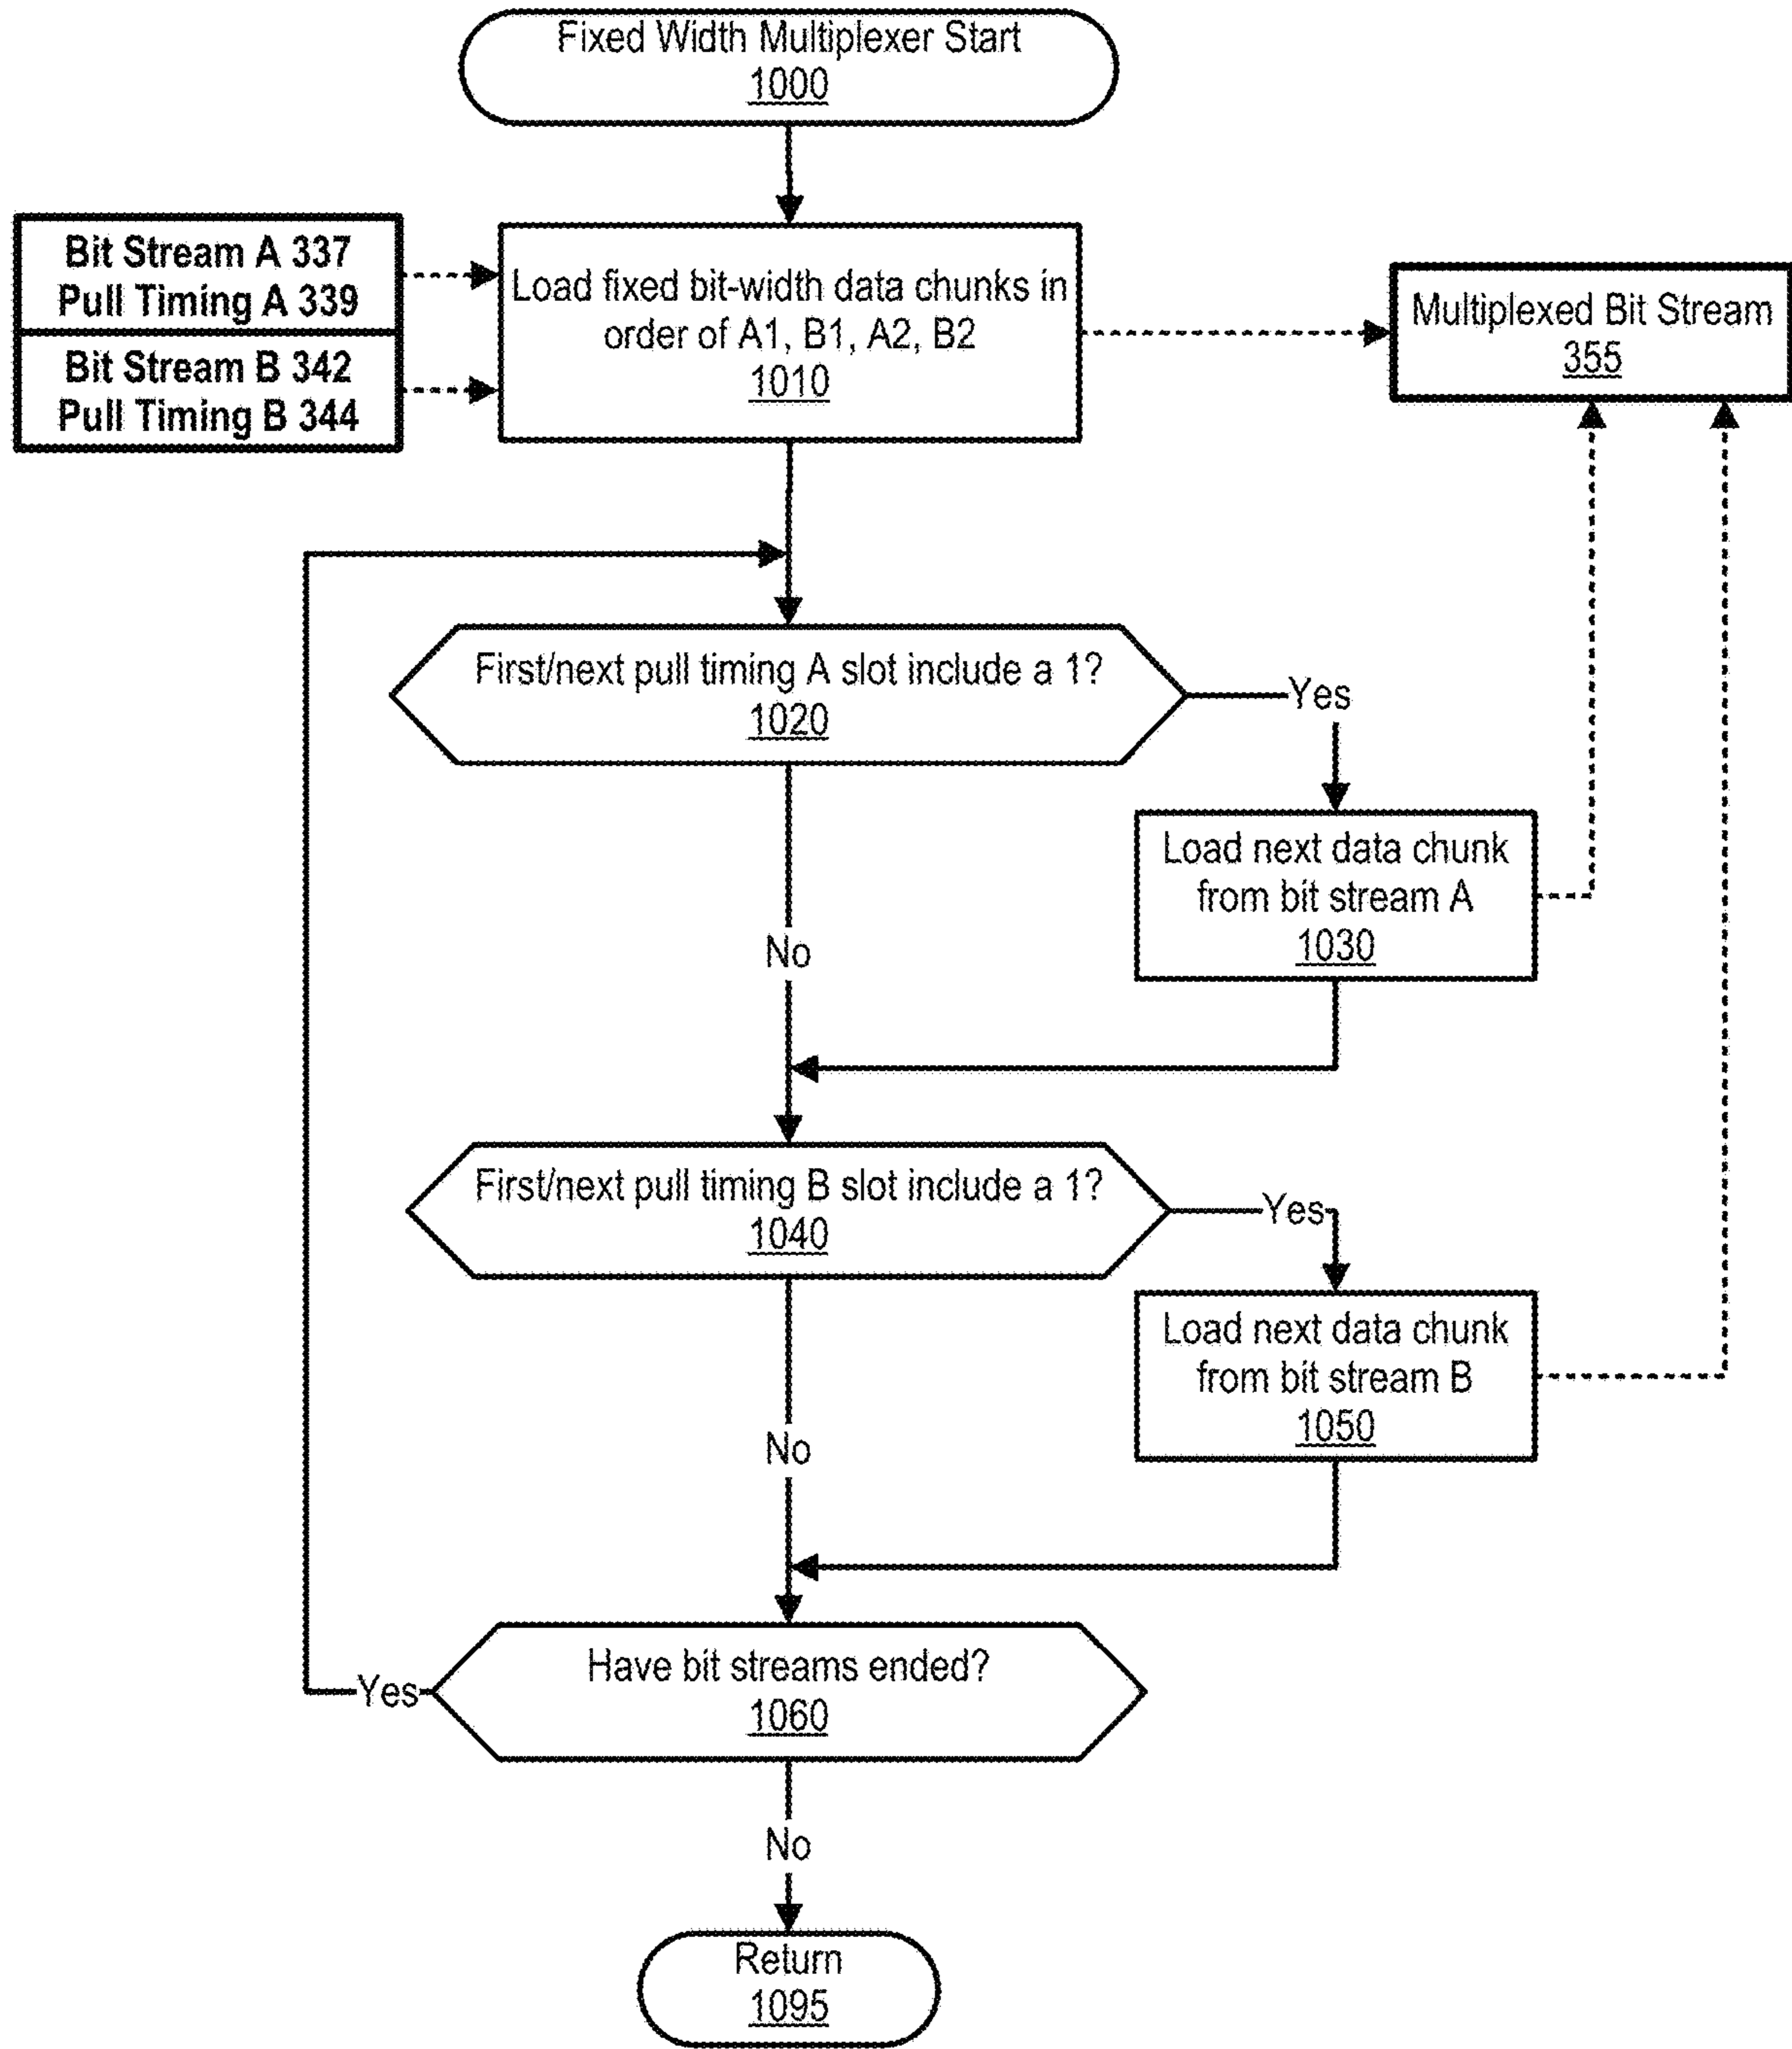 Fixed Width Multiplexer Start
1000
Bit Stream A 337
Pull Timing A 339
Bit Stream B 342
Pull Timing B 344
Load fixed bit-width data chunks in
order of A1, B1, A2, B2
1010
Multiplexed Bit Stream
355
First/next pull timing A slot include a 1?
1020
Yes
Load next data chunk
from bit stream A
1030
No
First/next pull timing B slot include a 1?
1040
Yes
Load next data chunk
from bit stream B
1050
No
Have bit streams ended?
1060
Yes
No
Return
1095